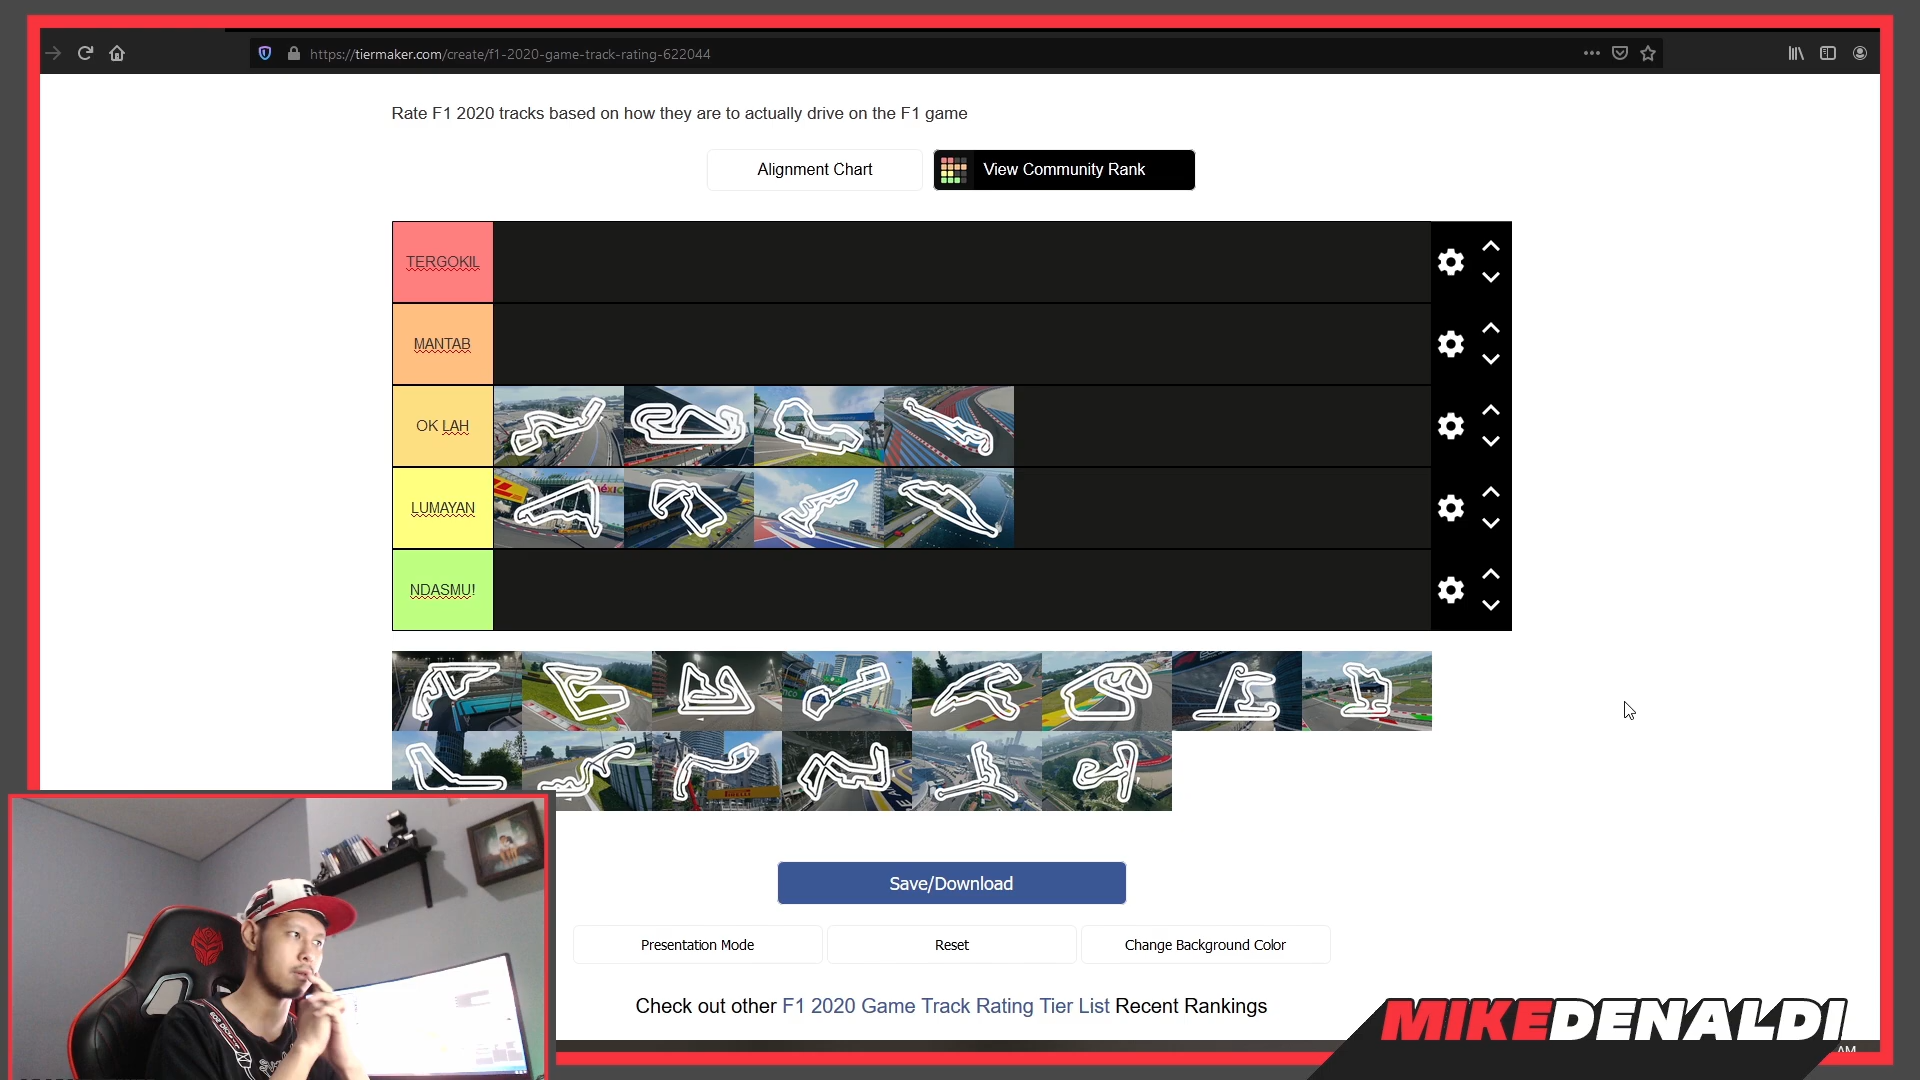 https://tiermaker.com/create/f1-2020-game-track-rating-622044
Rate F1 2020 tracks based on how they are to actually drive on the F1 game
Alignment Chart
View Community Rank
TERGOKIL
MANTAB
OK LAH
LUMAYAN
NDASMU!
Save/Download
Presentation Mode
Reset
Change Background Color
Check out other F1 2020 Game Track Rating Tier List Recent Rankings
MIKEDENALDI
AM